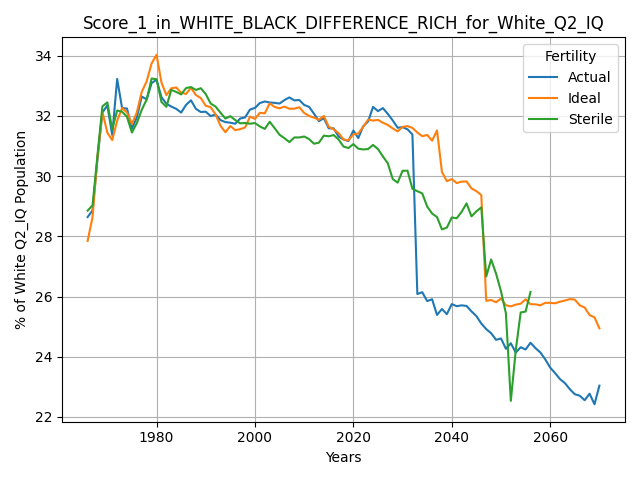 Score_1_in_WHITE_BLACK_DIFFERENCE_RICH_for_White_Q2_IQ
Fertility
Actual
Ideal
Sterile
% of White Q2_IQ Population
34
32
30
28
26
24
22
1980
2000
2020
2040
2060
Years